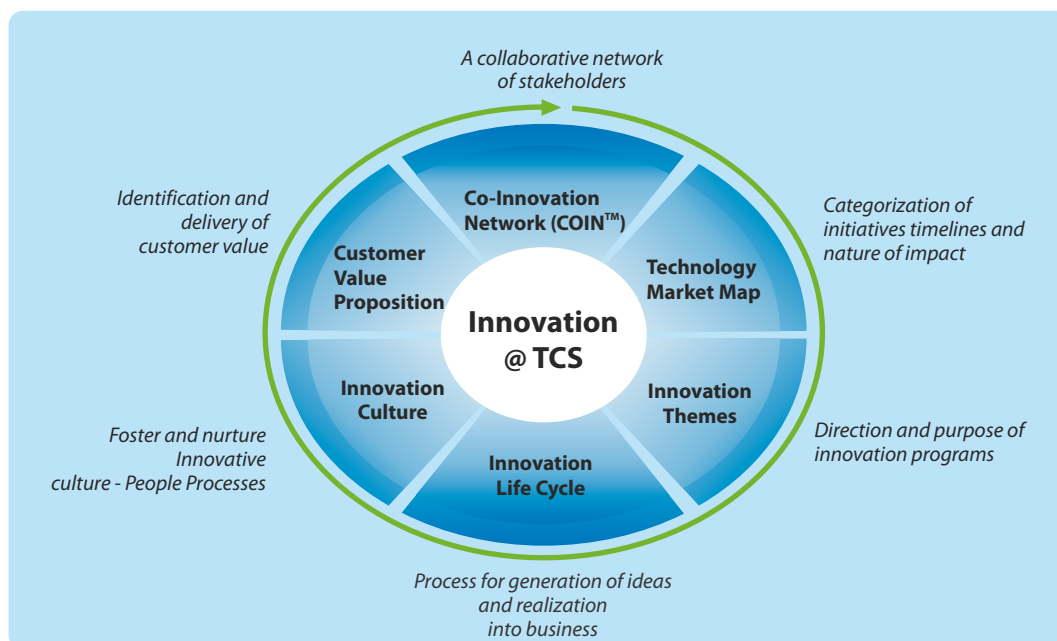 A collaborative network
of stakeholders
Identification and
delivery of
customer value
Co-Innovation
Network (COIN™)
Categorization of
initiatives timelines and
nature of impact
Customer
Value
Proposition
Technology
Market Map
Innovation
@ TCS
Innovation
Culture
Innovation
Themes
Foster and nurture
Innovative
culture - People Processes
Innovation
Life Cycle
Direction and purpose of
innovation programs
Process for generation of ideas
and realization
into business